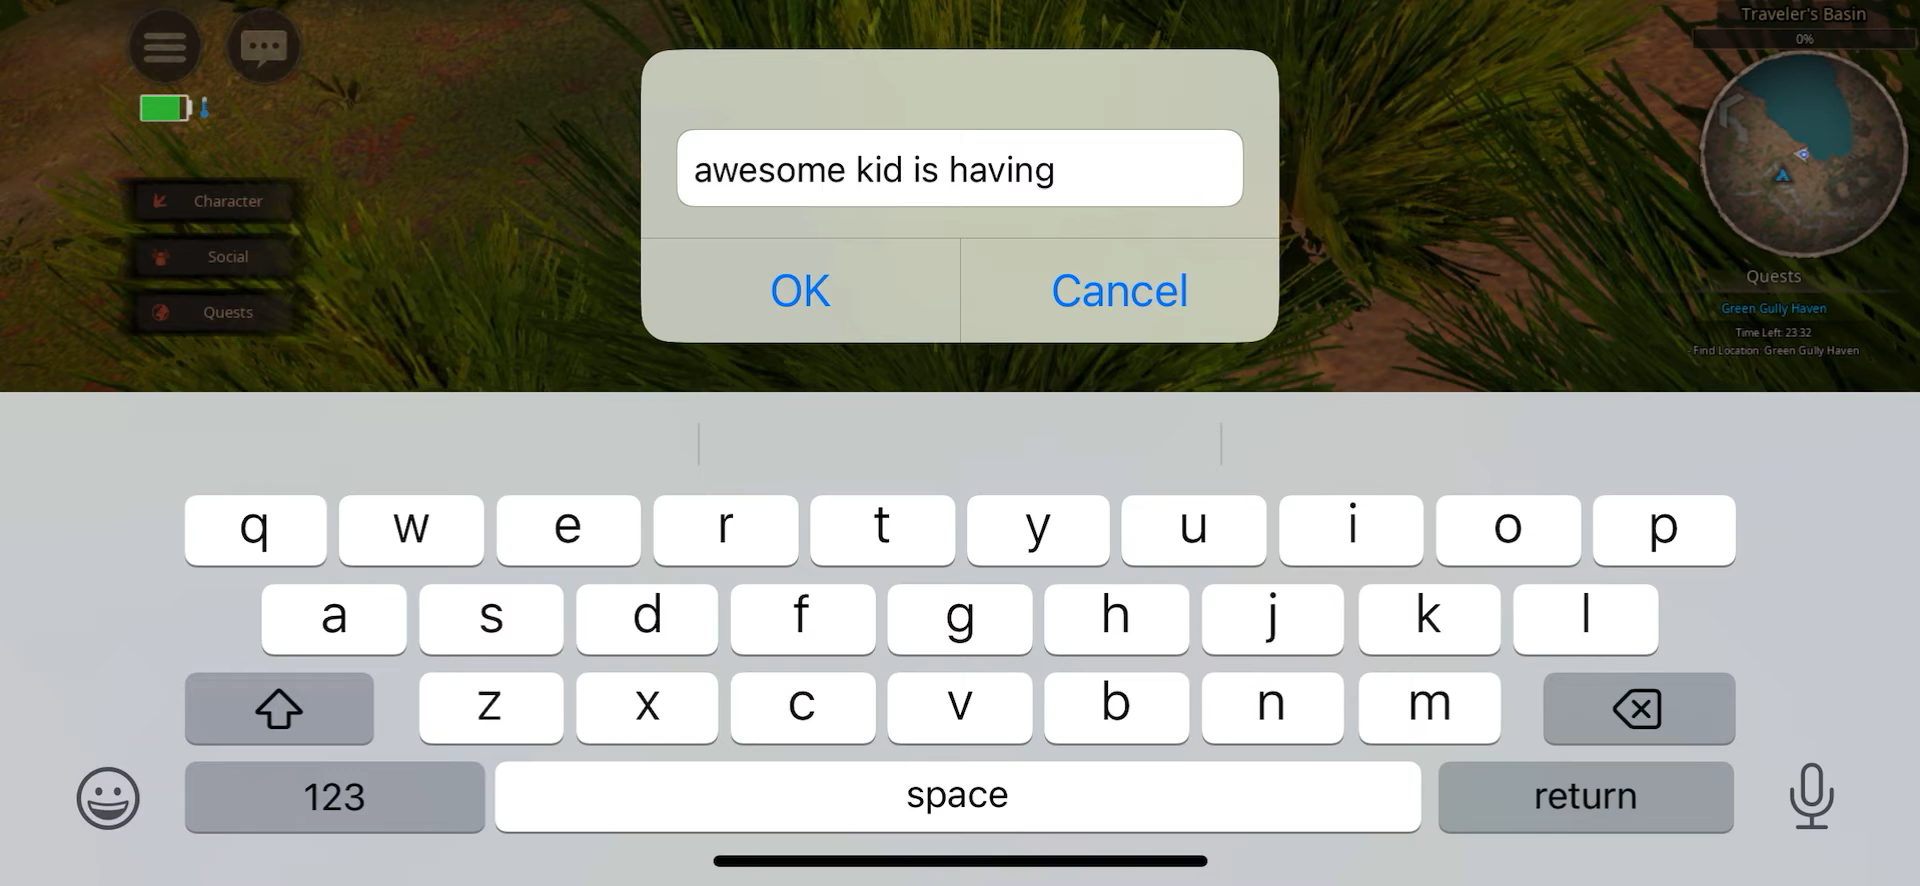 Traveler's Basin
0%
awesome kid is having
OK
Cancel
Character
Social
Quests
Quests
Green Gully Haven
Time Left: 23:32
- Find Location: Green Gully Haven
q w e r t y u i o p
a s d f g h j k l
z x c v b n m
123
space
return